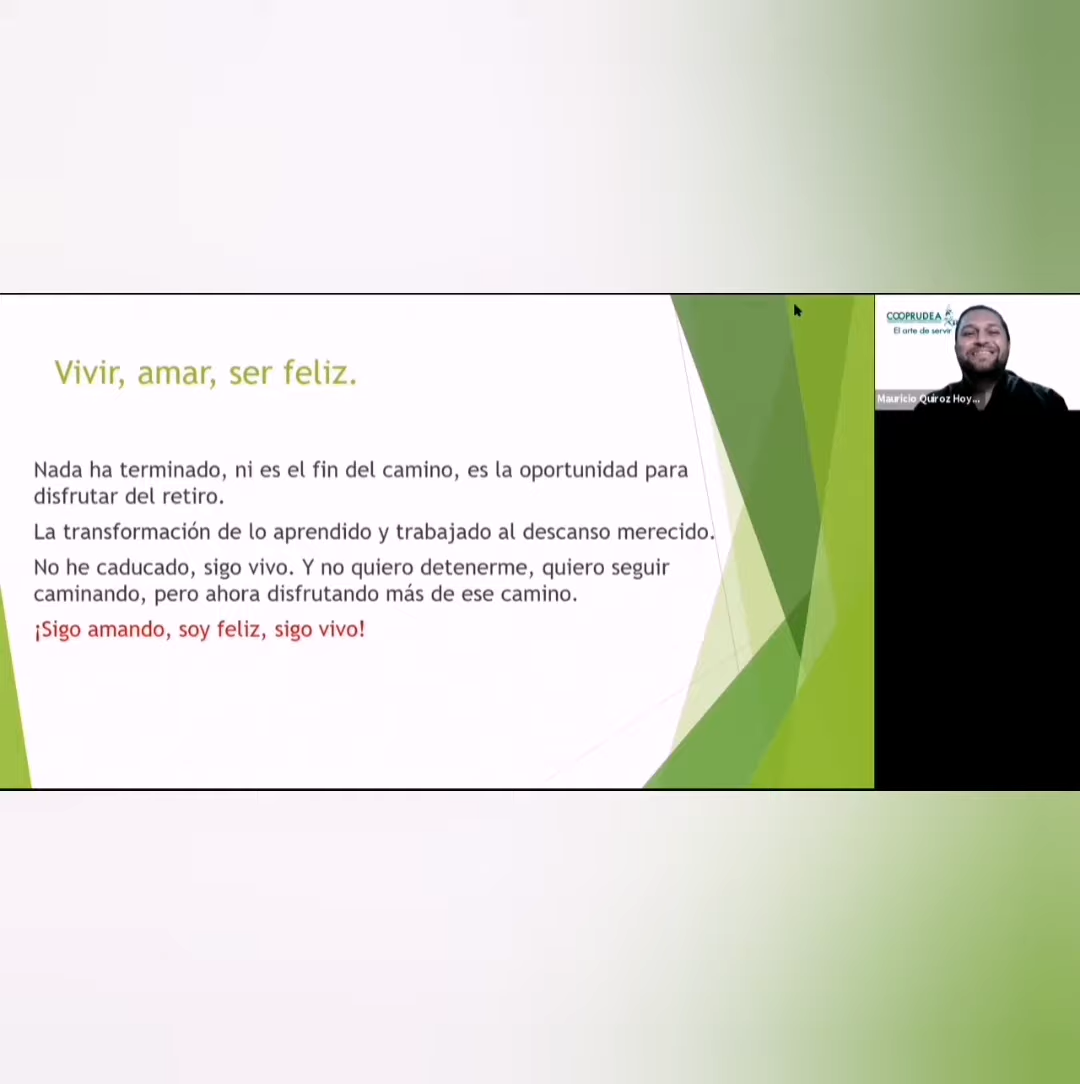 Vivir, amar, ser feliz.
Nada ha terminado, ni es el fin del camino, es la oportunidad para
disfrutar del retiro.
La transformación de lo aprendido y trabajado al descanso merecido.
No he caducado, sigo vivo. Y no quiero detenerme, quiero seguir
caminando, pero ahora disfrutando más de ese camino.
¡Sigo amando, soy feliz, sigo vivo!
COOPRUDEA
El arte de servir
Mauricio Quiroz Hoy...